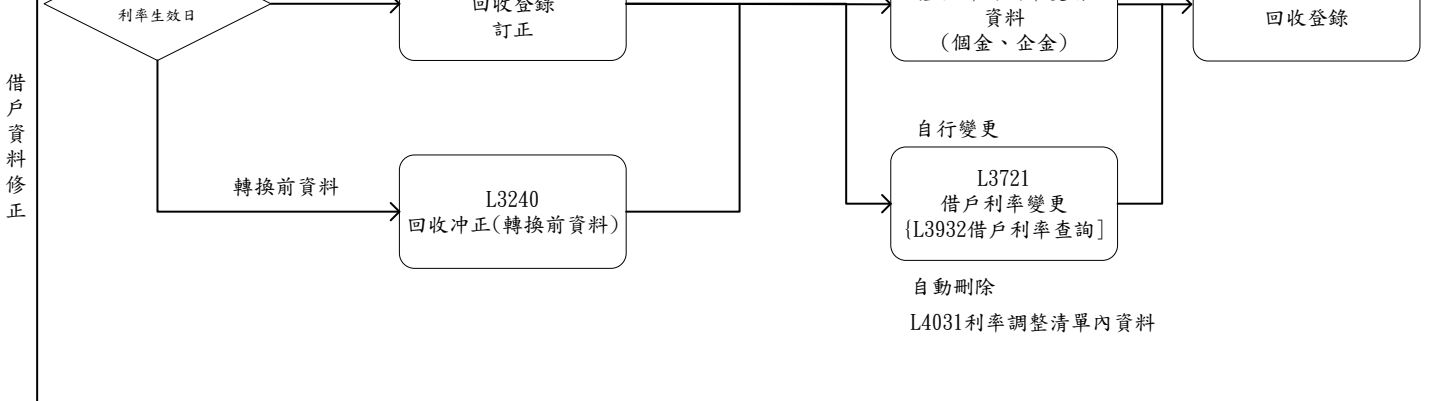 利率生效日
回收登錄
訂正
資料
(個金、企金)
回收登錄
借戶資料修正
自行變更
轉換前資料
L3240
回收冲正(轉換前資料)
L3721
借戶利率變更
{L3932借戶利率查詢]
自動刪除
L4031利率調整清單內資料